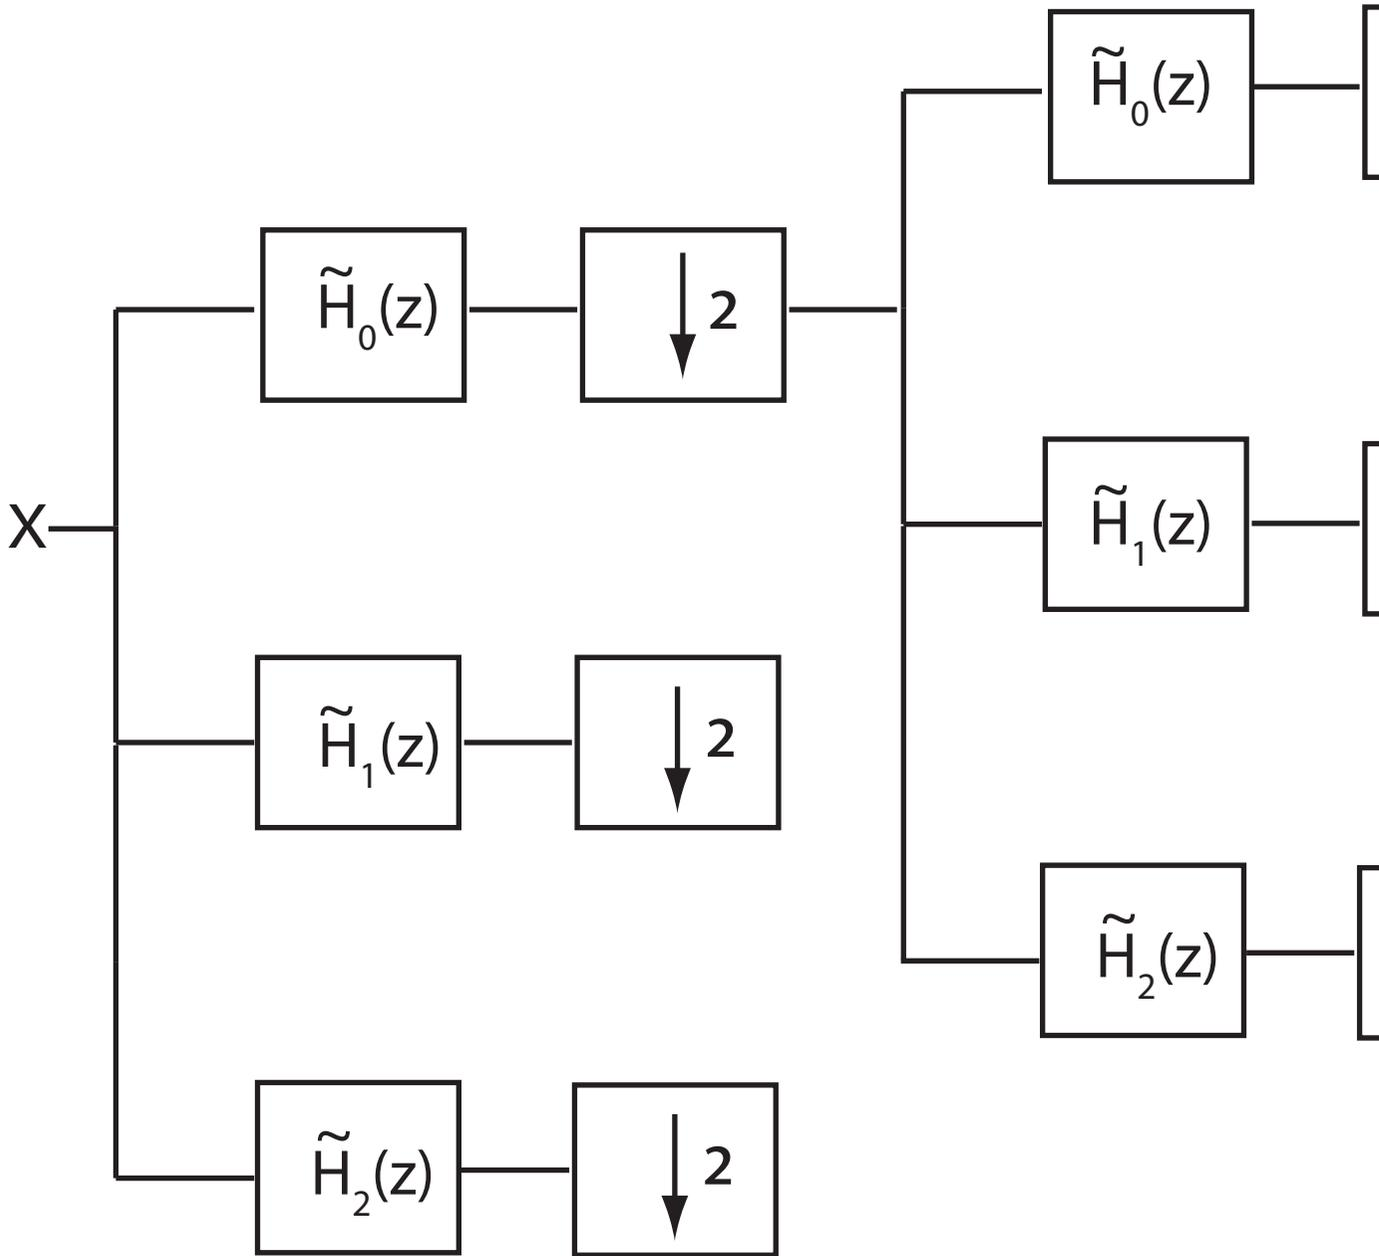 H̃₀(z)
H̃₀(z) ↓ 2
X
H̃₁(z)
H̃₁(z) ↓ 2
H̃₂(z)
H̃₂(z) ↓ 2